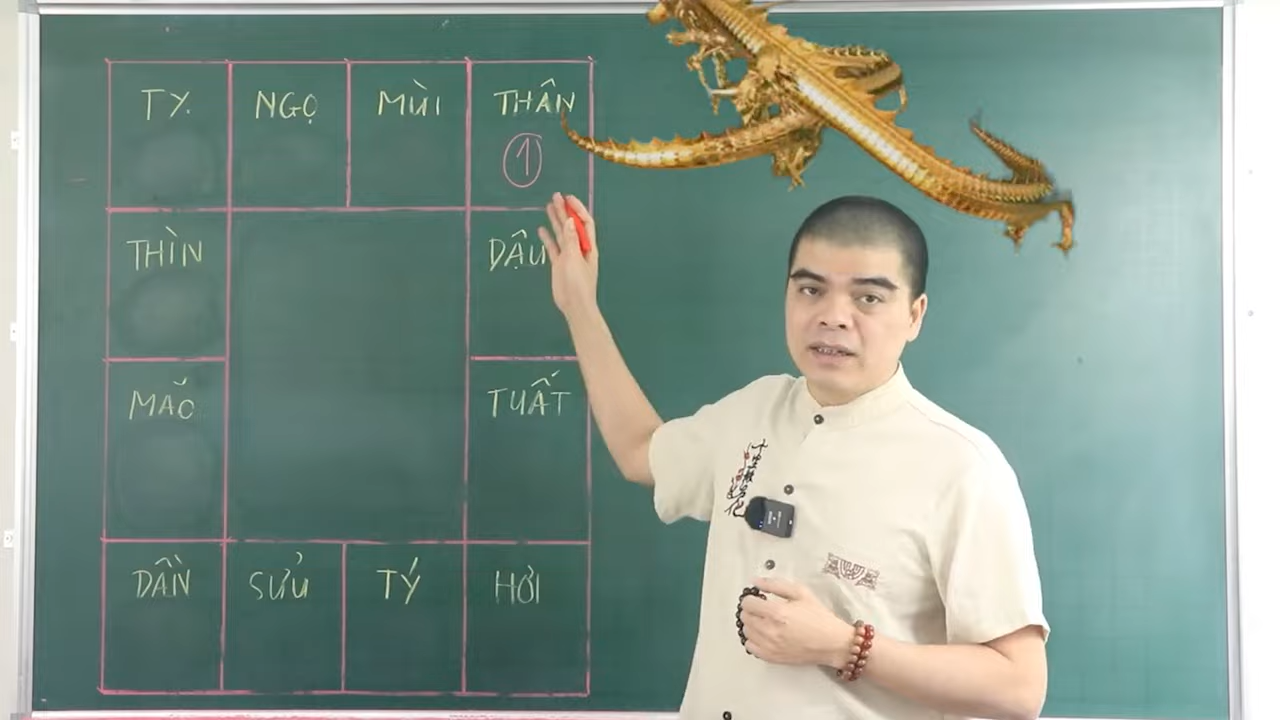 TỴ
NGỌ
MÙI
THÂN
1
THÌN
DẬU
MÃO
TUẤT
DẦN
SỬU
TÝ
HỢI